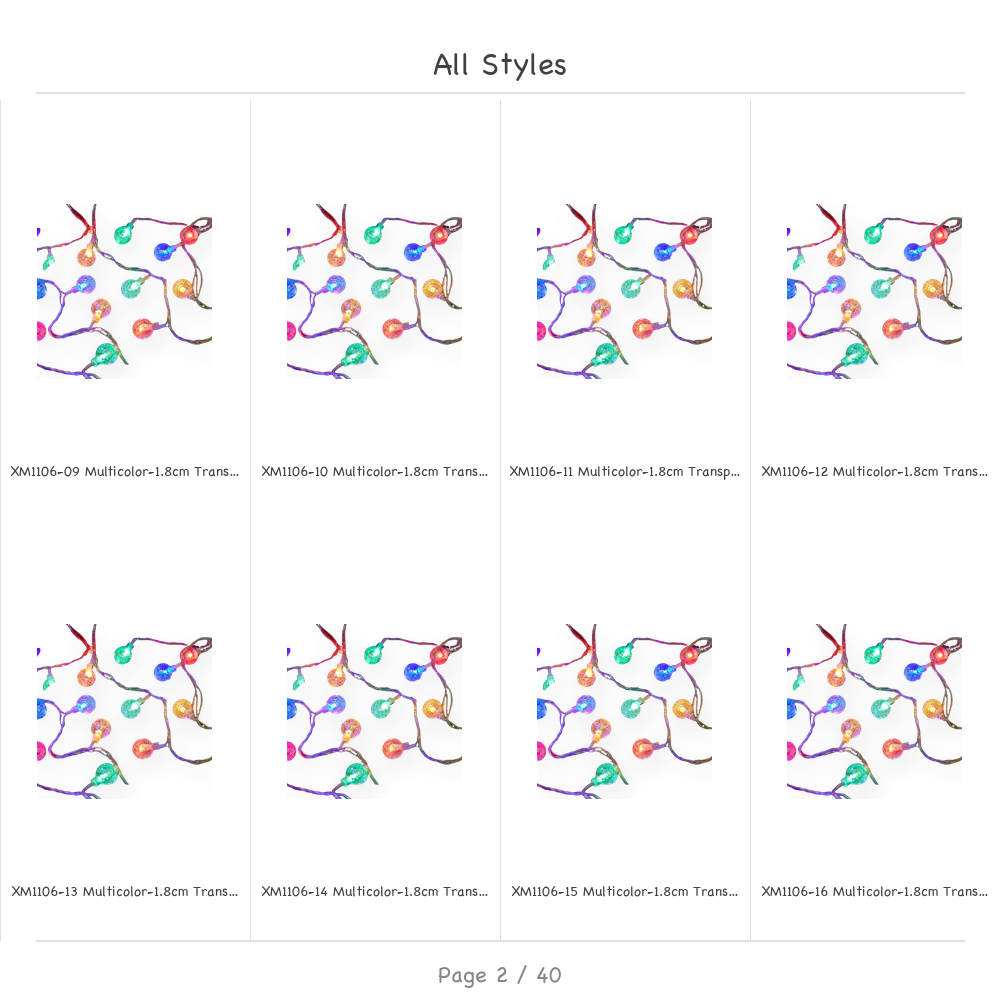 All Styles
XM1106-09 Multicolor-1.8cm Trans...
XM1106-10 Multicolor-1.8cm Trans...
XM1106-11 Multicolor-1.8cm Transp...
XM1106-12 Multicolor-1.8cm Trans...
XM1106-13 Multicolor-1.8cm Trans...
XM1106-14 Multicolor-1.8cm Trans...
XM1106-15 Multicolor-1.8cm Trans...
XM1106-16 Multicolor-1.8cm Trans...
Page 2 / 40